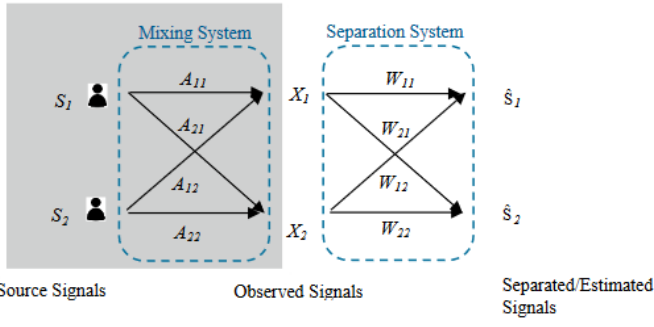 Mixing System
Separation System
S1
A11
X1
W11
ŝ1
A21
W21
A12
W12
S2
A22
X2
W22
ŝ2
Source Signals
Observed Signals
Separated/Estimated
Signals